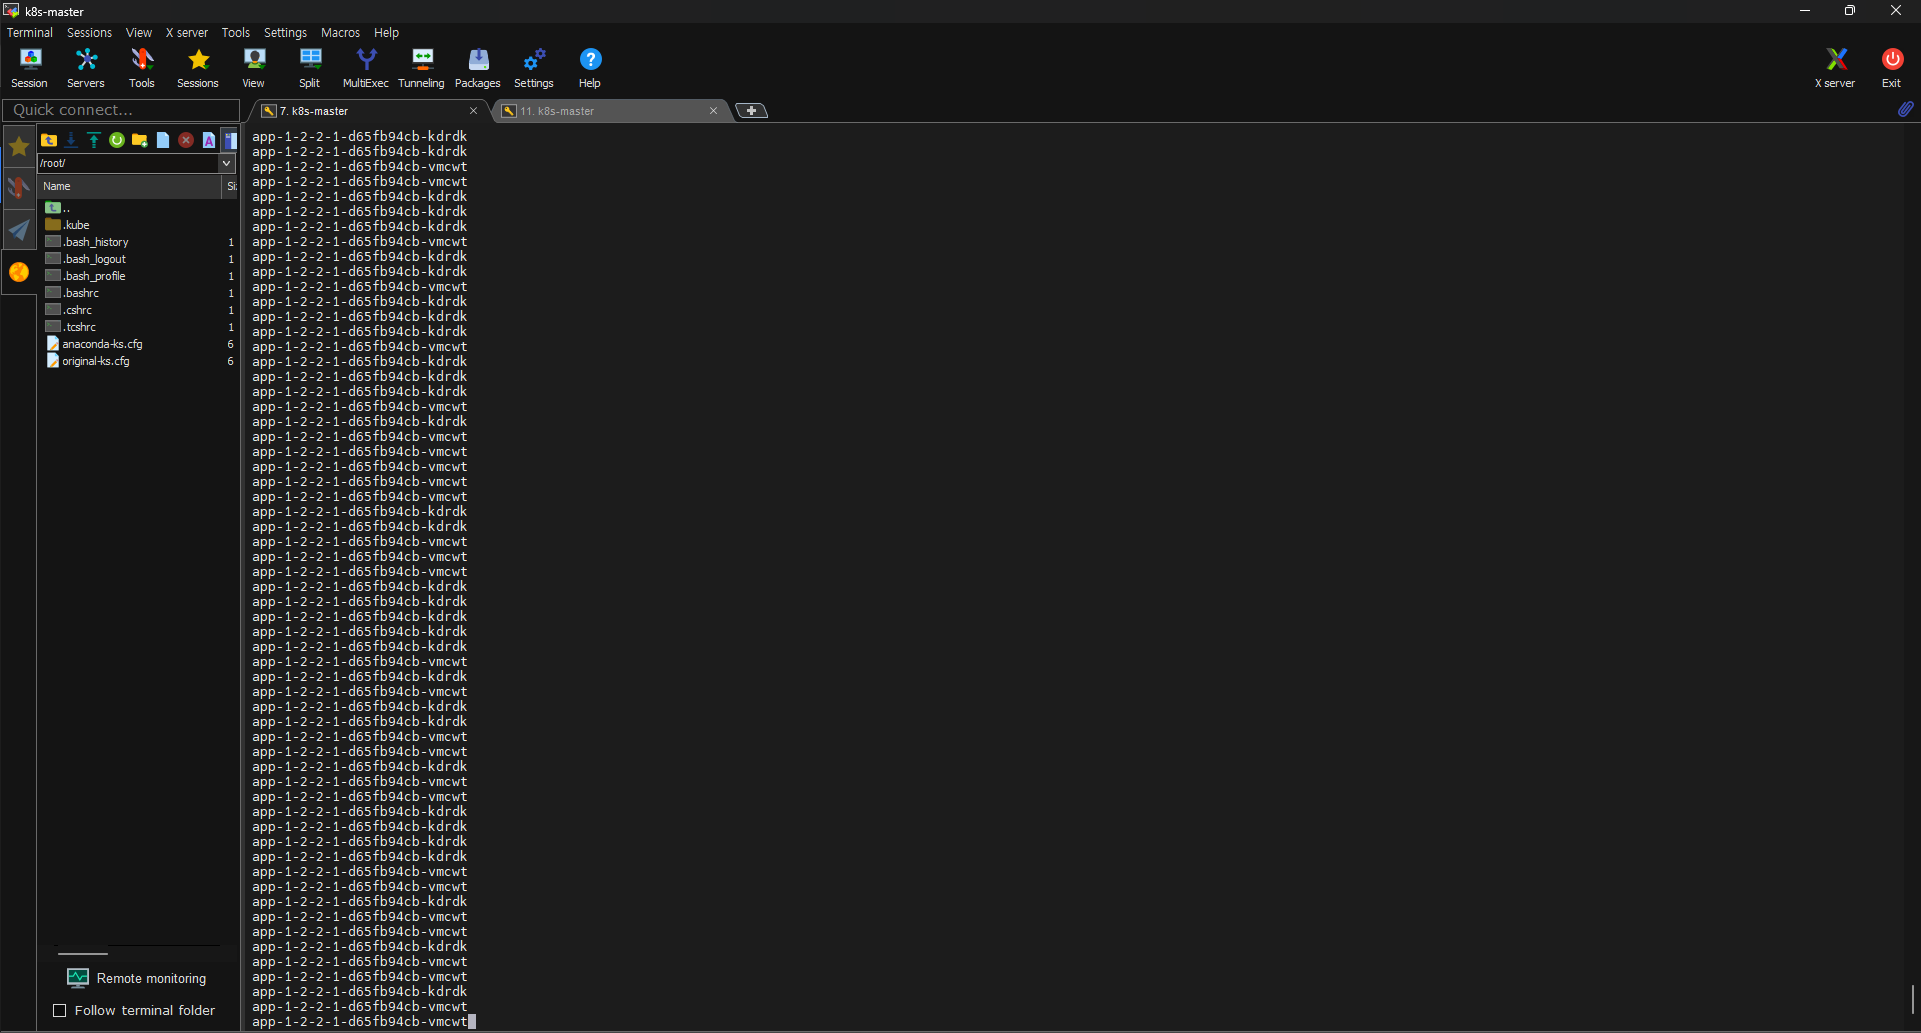 k8s-master
Terminal Sessions View X server Tools Settings Macros Help
Session Servers Tools Sessions View Split MultiExec Tunneling Packages Settings Help X server Exit
Quick connect...
7. k8s-master
11. k8s-master
/root/
Name Si
..
.kube
.bash_history 1
.bash_logout 1
.bash_profile 1
.bashrc 1
.cshrc 1
.tcshrc 1
anaconda-ks.cfg 6
original-ks.cfg 6
Remote monitoring
Follow terminal folder
app-1-2-2-1-d65fb94cb-kdrdk
app-1-2-2-1-d65fb94cb-kdrdk
app-1-2-2-1-d65fb94cb-vmcwt
app-1-2-2-1-d65fb94cb-vmcwt
app-1-2-2-1-d65fb94cb-kdrdk
app-1-2-2-1-d65fb94cb-kdrdk
app-1-2-2-1-d65fb94cb-kdrdk
app-1-2-2-1-d65fb94cb-vmcwt
app-1-2-2-1-d65fb94cb-kdrdk
app-1-2-2-1-d65fb94cb-kdrdk
app-1-2-2-1-d65fb94cb-vmcwt
app-1-2-2-1-d65fb94cb-kdrdk
app-1-2-2-1-d65fb94cb-kdrdk
app-1-2-2-1-d65fb94cb-kdrdk
app-1-2-2-1-d65fb94cb-vmcwt
app-1-2-2-1-d65fb94cb-kdrdk
app-1-2-2-1-d65fb94cb-kdrdk
app-1-2-2-1-d65fb94cb-kdrdk
app-1-2-2-1-d65fb94cb-vmcwt
app-1-2-2-1-d65fb94cb-kdrdk
app-1-2-2-1-d65fb94cb-vmcwt
app-1-2-2-1-d65fb94cb-vmcwt
app-1-2-2-1-d65fb94cb-vmcwt
app-1-2-2-1-d65fb94cb-vmcwt
app-1-2-2-1-d65fb94cb-vmcwt
app-1-2-2-1-d65fb94cb-kdrdk
app-1-2-2-1-d65fb94cb-kdrdk
app-1-2-2-1-d65fb94cb-vmcwt
app-1-2-2-1-d65fb94cb-vmcwt
app-1-2-2-1-d65fb94cb-vmcwt
app-1-2-2-1-d65fb94cb-kdrdk
app-1-2-2-1-d65fb94cb-kdrdk
app-1-2-2-1-d65fb94cb-kdrdk
app-1-2-2-1-d65fb94cb-kdrdk
app-1-2-2-1-d65fb94cb-kdrdk
app-1-2-2-1-d65fb94cb-vmcwt
app-1-2-2-1-d65fb94cb-kdrdk
app-1-2-2-1-d65fb94cb-vmcwt
app-1-2-2-1-d65fb94cb-kdrdk
app-1-2-2-1-d65fb94cb-kdrdk
app-1-2-2-1-d65fb94cb-vmcwt
app-1-2-2-1-d65fb94cb-vmcwt
app-1-2-2-1-d65fb94cb-kdrdk
app-1-2-2-1-d65fb94cb-vmcwt
app-1-2-2-1-d65fb94cb-vmcwt
app-1-2-2-1-d65fb94cb-kdrdk
app-1-2-2-1-d65fb94cb-kdrdk
app-1-2-2-1-d65fb94cb-kdrdk
app-1-2-2-1-d65fb94cb-kdrdk
app-1-2-2-1-d65fb94cb-vmcwt
app-1-2-2-1-d65fb94cb-vmcwt
app-1-2-2-1-d65fb94cb-kdrdk
app-1-2-2-1-d65fb94cb-vmcwt
app-1-2-2-1-d65fb94cb-vmcwt
app-1-2-2-1-d65fb94cb-kdrdk
app-1-2-2-1-d65fb94cb-vmcwt
app-1-2-2-1-d65fb94cb-vmcwt
app-1-2-2-1-d65fb94cb-kdrdk
app-1-2-2-1-d65fb94cb-vmcwt
app-1-2-2-1-d65fb94cb-vmcwt